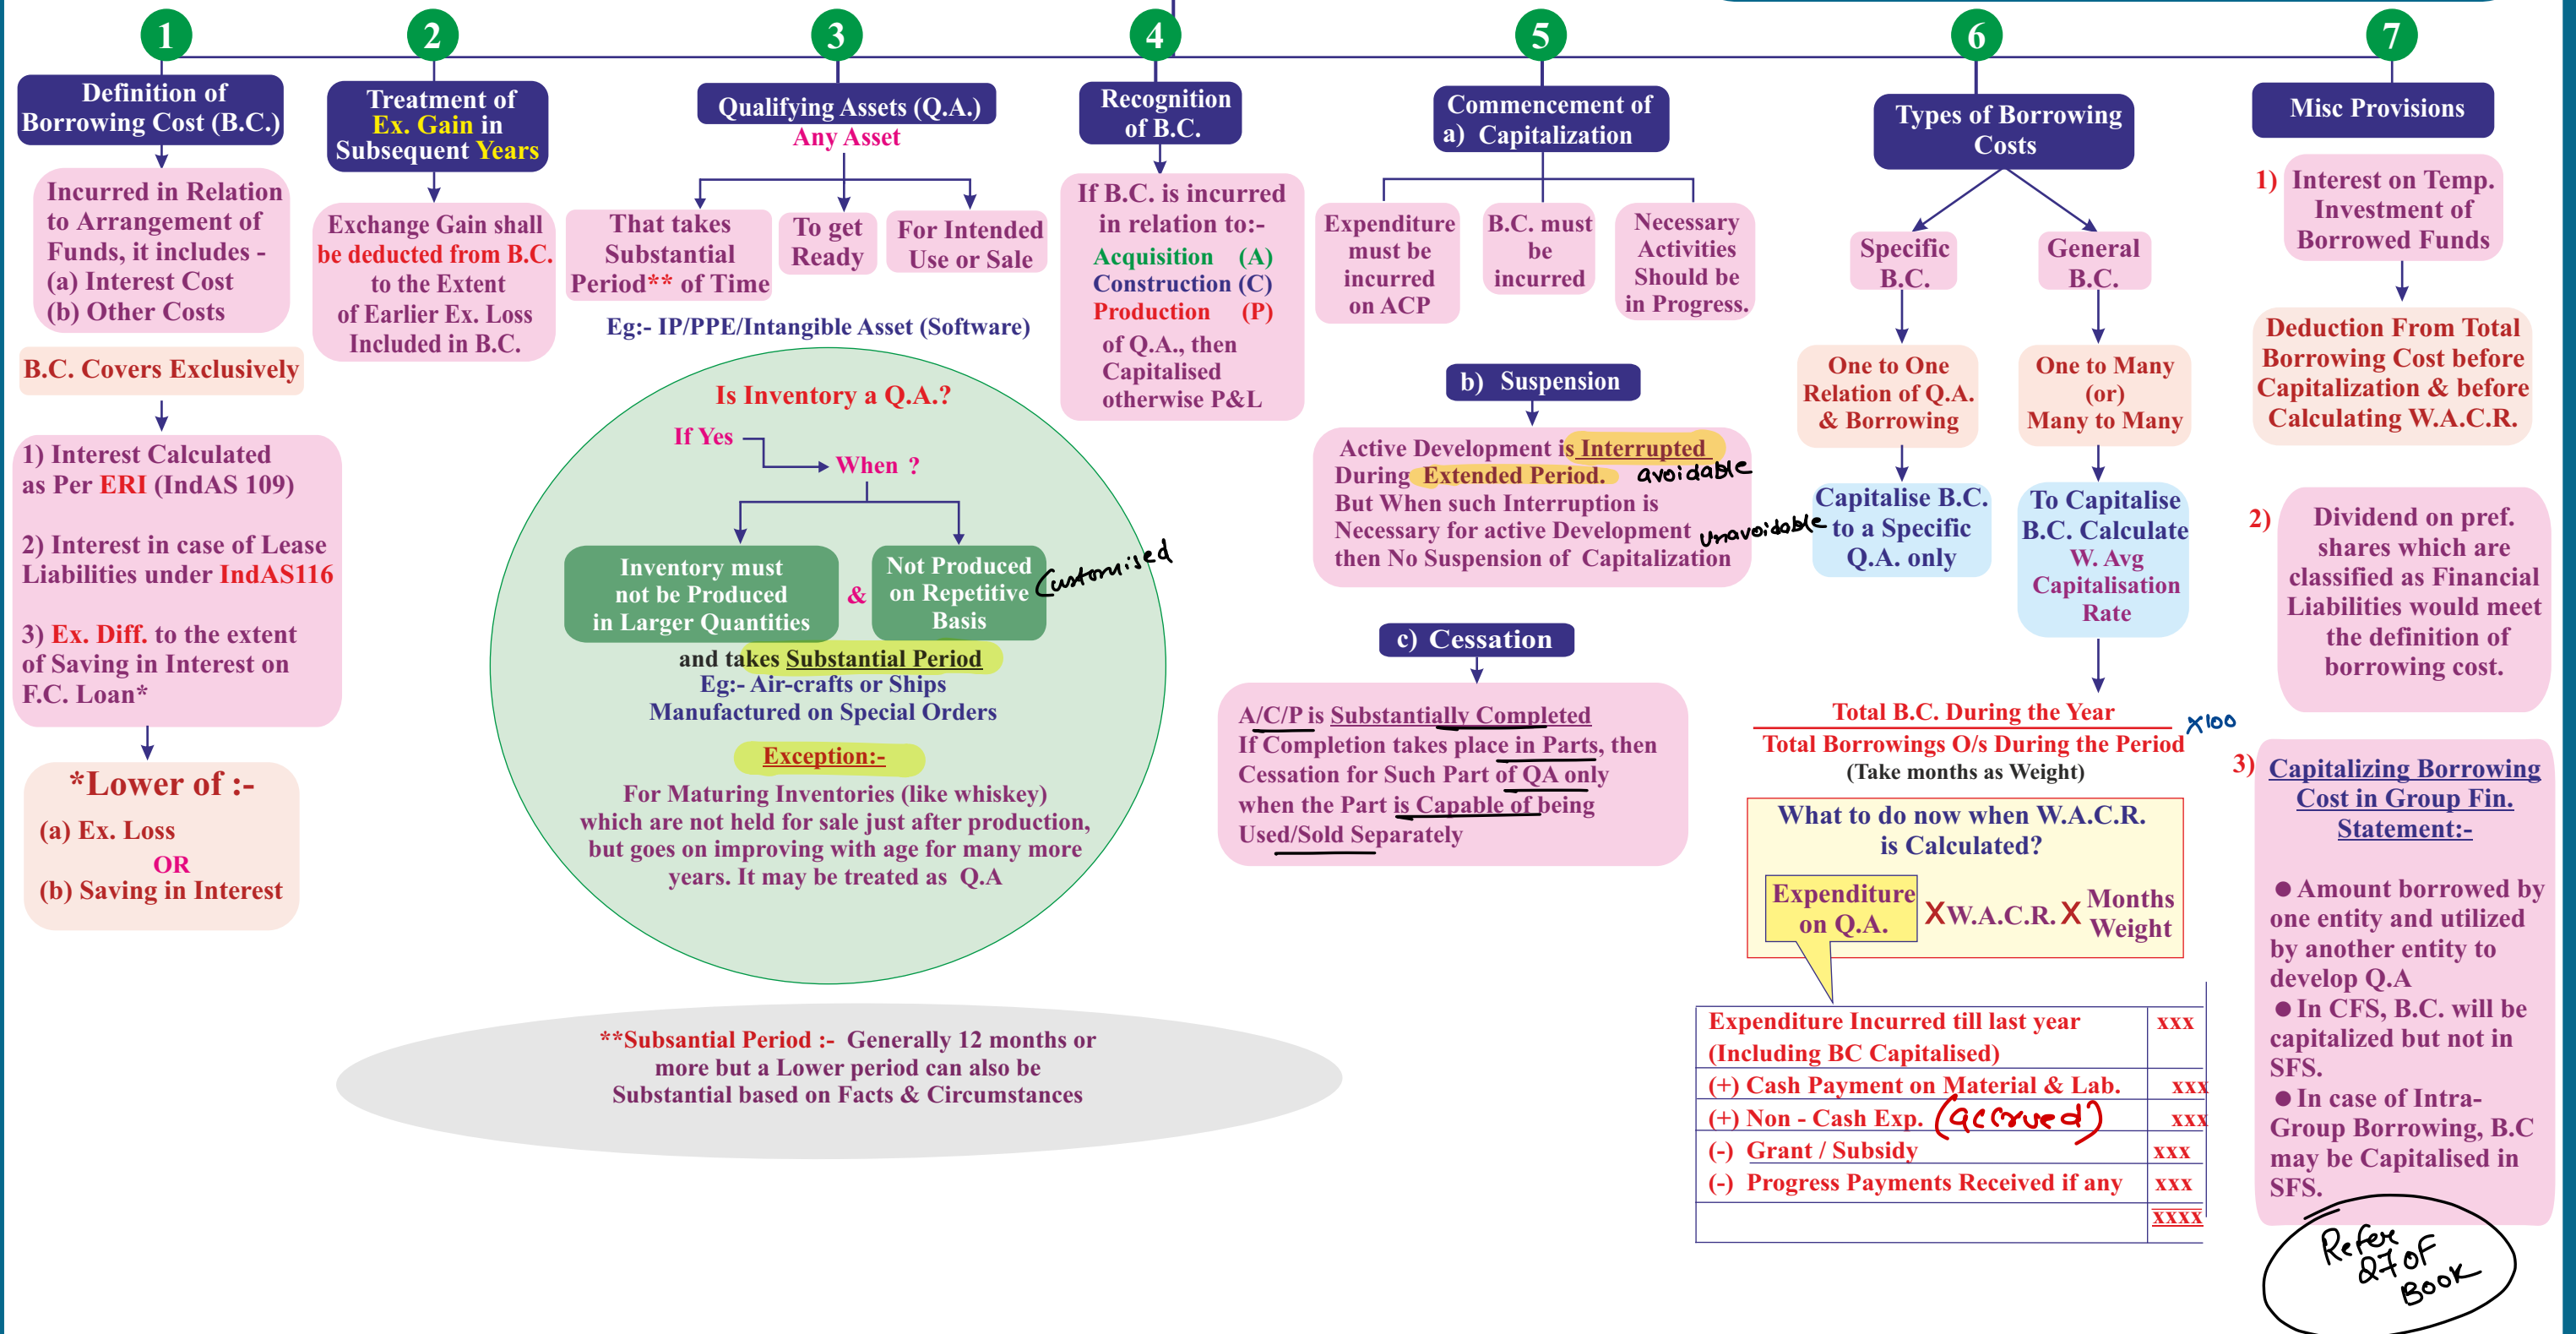 1
Definition of
Borrowing Cost (B.C.)
Incurred in Relation
to Arrangement of
Funds, it includes -
(a) Interest Cost
(b) Other Costs
B.C. Covers Exclusively
1) Interest Calculated
as Per ERI (IndAS 109)
2) Interest in case of Lease
Liabilities under IndAS116
3) Ex. Diff. to the extent
of Saving in Interest on
F.C. Loan*
*Lower of :-
(a) Ex. Loss
OR
(b) Saving in Interest
2
Treatment of
Ex. Gain in
Subsequent Years
Exchange Gain shall
be deducted from B.C.
to the Extent
of Earlier Ex. Loss
Included in B.C.
3
Qualifying Assets (Q.A.)
Any Asset
That takes
Substantial
Period** of Time
To get
Ready
For Intended
Use or Sale
Eg:- IP/PPE/Intangible Asset (Software)
Is Inventory a Q.A.?
If Yes
When ?
Inventory must
not be Produced
in Larger Quantities
&
Not Produced
on Repetitive
Basis
Customised
and takes Substantial Period
Eg:- Air-crafts or Ships
Manufactured on Special Orders
Exception:-
For Maturing Inventories (like whiskey)
which are not held for sale just after production,
but goes on improving with age for many more
years. It may be treated as Q.A
**Subsantial Period :- Generally 12 months or
more but a Lower period can also be
Substantial based on Facts & Circumstances
4
Recognition
of B.C.
If B.C. is incurred
in relation to:-
Acquisition (A)
Construction (C)
Production (P)
of Q.A., then
Capitalised
otherwise P&L
5
Commencement of
a) Capitalization
Expenditure
must be
incurred
on ACP
B.C. must
be
incurred
Necessary
Activities
Should be
in Progress.
b) Suspension
Active Development is Interrupted
During Extended Period. avoidable
But When such Interruption is
Necessary for active Development unavoidable
then No Suspension of Capitalization
c) Cessation
A/C/P is Substantially Completed
If Completion takes place in Parts, then
Cessation for Such Part of QA only
when the Part is Capable of being
Used/Sold Separately
6
Types of Borrowing
Costs
Specific
B.C.
One to One
Relation of Q.A.
& Borrowing
Capitalise B.C.
to a Specific
Q.A. only
General
B.C.
One to Many
(or)
Many to Many
To Capitalise
B.C. Calculate
W. Avg
Capitalisation
Rate
Total B.C. During the Year
Total Borrowings O/s During the Period
x100
(Take months as Weight)
What to do now when W.A.C.R.
is Calculated?
Expenditure
on Q.A.
X W.A.C.R. X
Months
Weight
Expenditure Incurred till last year xxx
(Including BC Capitalised)
(+) Cash Payment on Material & Lab. xxx
(+) Non - Cash Exp. (accrued) xxx
(-) Grant / Subsidy xxx
(-) Progress Payments Received if any xxx
xxxx
7
Misc Provisions
1) Interest on Temp.
Investment of
Borrowed Funds
Deduction From Total
Borrowing Cost before
Capitalization & before
Calculating W.A.C.R.
2) Dividend on pref.
shares which are
classified as Financial
Liabilities would meet
the definition of
borrowing cost.
3) Capitalizing Borrowing
Cost in Group Fin.
Statement:-
● Amount borrowed by
one entity and utilized
by another entity to
develop Q.A
● In CFS, B.C. will be
capitalized but not in
SFS.
● In case of Intra-
Group Borrowing, B.C
may be Capitalised in
SFS.
Refer
27 OF
BOOK